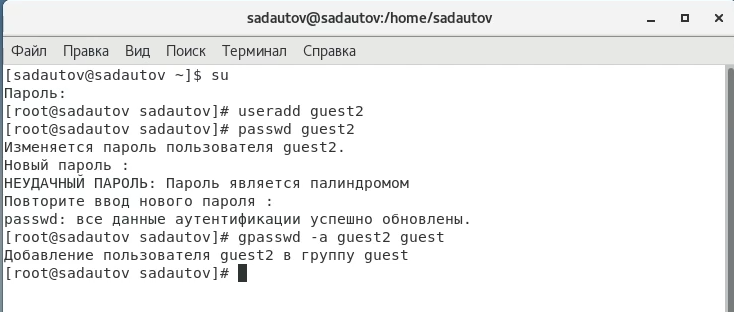 sadautov@sadautov:/home/sadautov
Файл Правка Вид Поиск Терминал Справка
[sadautov@sadautov ~]$ su
Пароль:
[root@sadautov sadautov]# useradd guest2
[root@sadautov sadautov]# passwd guest2
Изменяется пароль пользователя guest2.
Новый пароль :
НЕУДАЧНЫЙ ПАРОЛЬ: Пароль является палиндромом
Повторите ввод нового пароля :
passwd: все данные аутентификации успешно обновлены.
[root@sadautov sadautov]# gpasswd -a guest2 guest
Добавление пользователя guest2 в группу guest
[root@sadautov sadautov]#